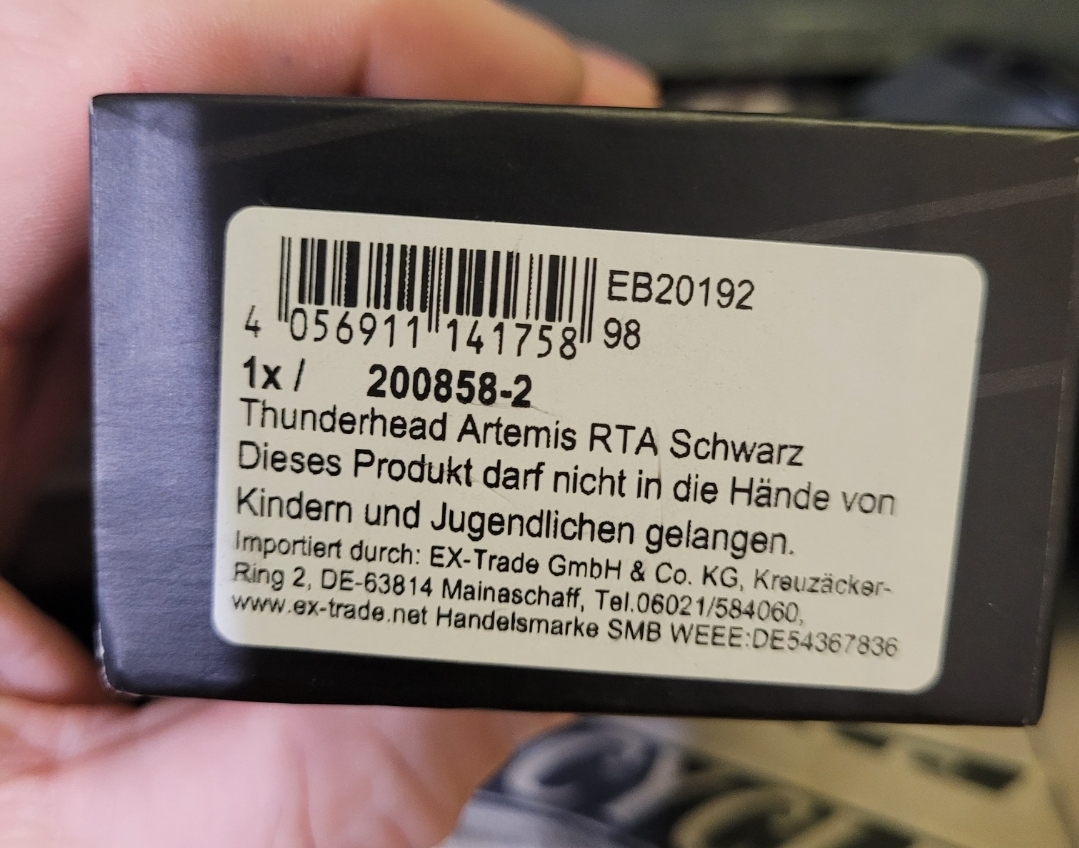 EB20192
4 056911 141758 98
1x / 200858-2
Thunderhead Artemis RTA Schwarz
Dieses Produkt darf nicht in die Hände von
Kindern und Jugendlichen gelangen.
Importiert durch: EX-Trade GmbH & Co. KG, Kreuzäcker-
Ring 2, DE-63814 Mainaschaff, Tel.06021/584060,
www.ex-trade.net Handelsmarke SMB WEEE:DE54367836